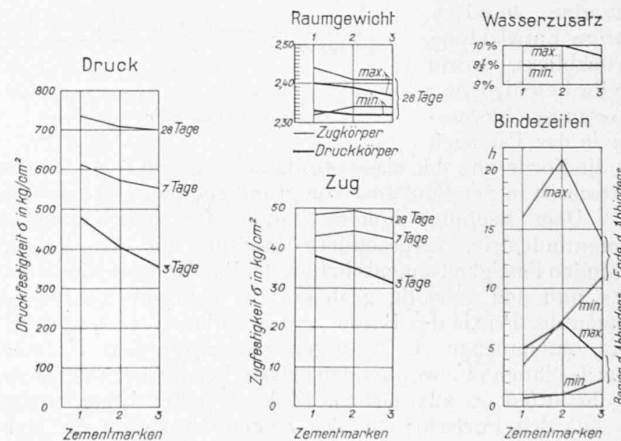 Druck
800
700
600
500
400
300
200
100
0
Druckfestigkeit σ in kg/cm²
28 Tage
7 Tage
3 Tage
1 2 3
Zementmarken
Raumgewicht
1 2 3
2,50
2,40
2,30
max.
min.
28 Tage
Zugkörper
Druckkörper
Zug
50
40
30
20
10
0
Zugfestigkeit σ in kg/cm²
28 Tage
7 Tage
3 Tage
1 2 3
Zementmarken
Wasserzusatz
10 %
9½ %
9 %
max.
min.
1 2 3
Bindezeiten
h
20
15
10
5
0
max.
min.
max.
min.
Ende d. Abbindens
Beginn d. Abbindens
1 2 3
Zementmarken